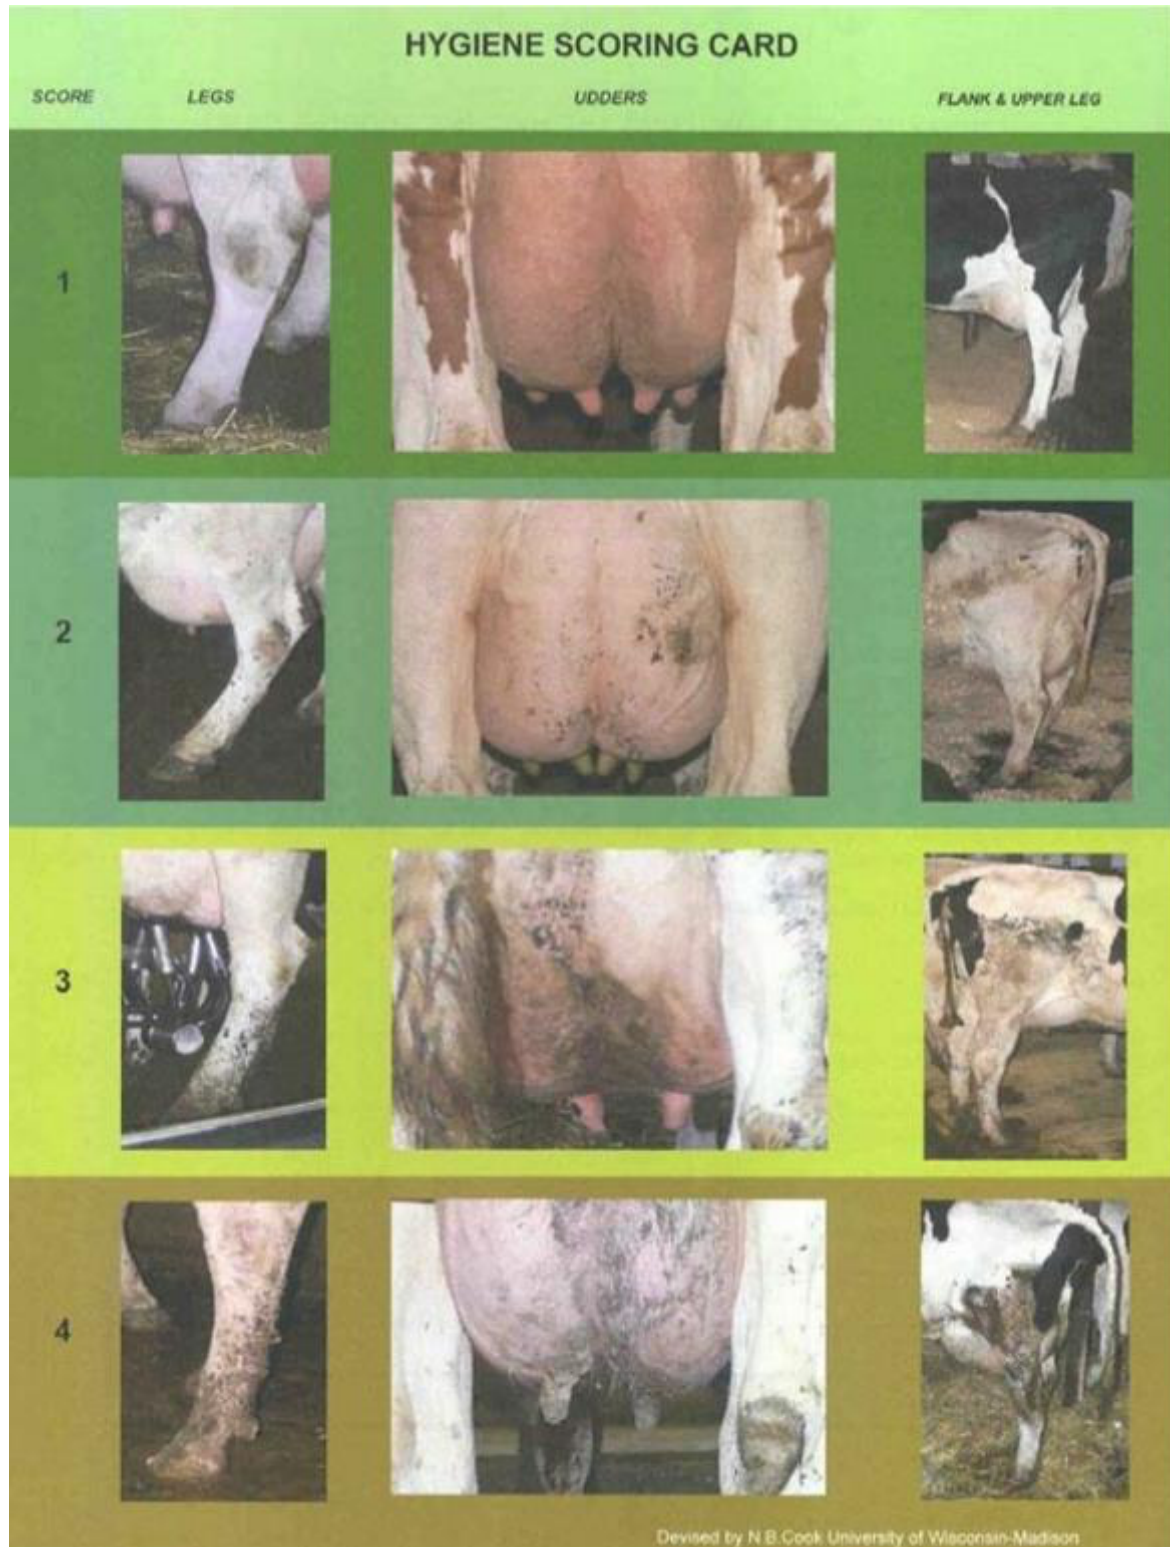 HYGIENE SCORING CARD
SCORE LEGS UDDERS FLANK & UPPER LEG
1
2
3
4
Devised by N.B.Cook University of Wisconsin-Madison